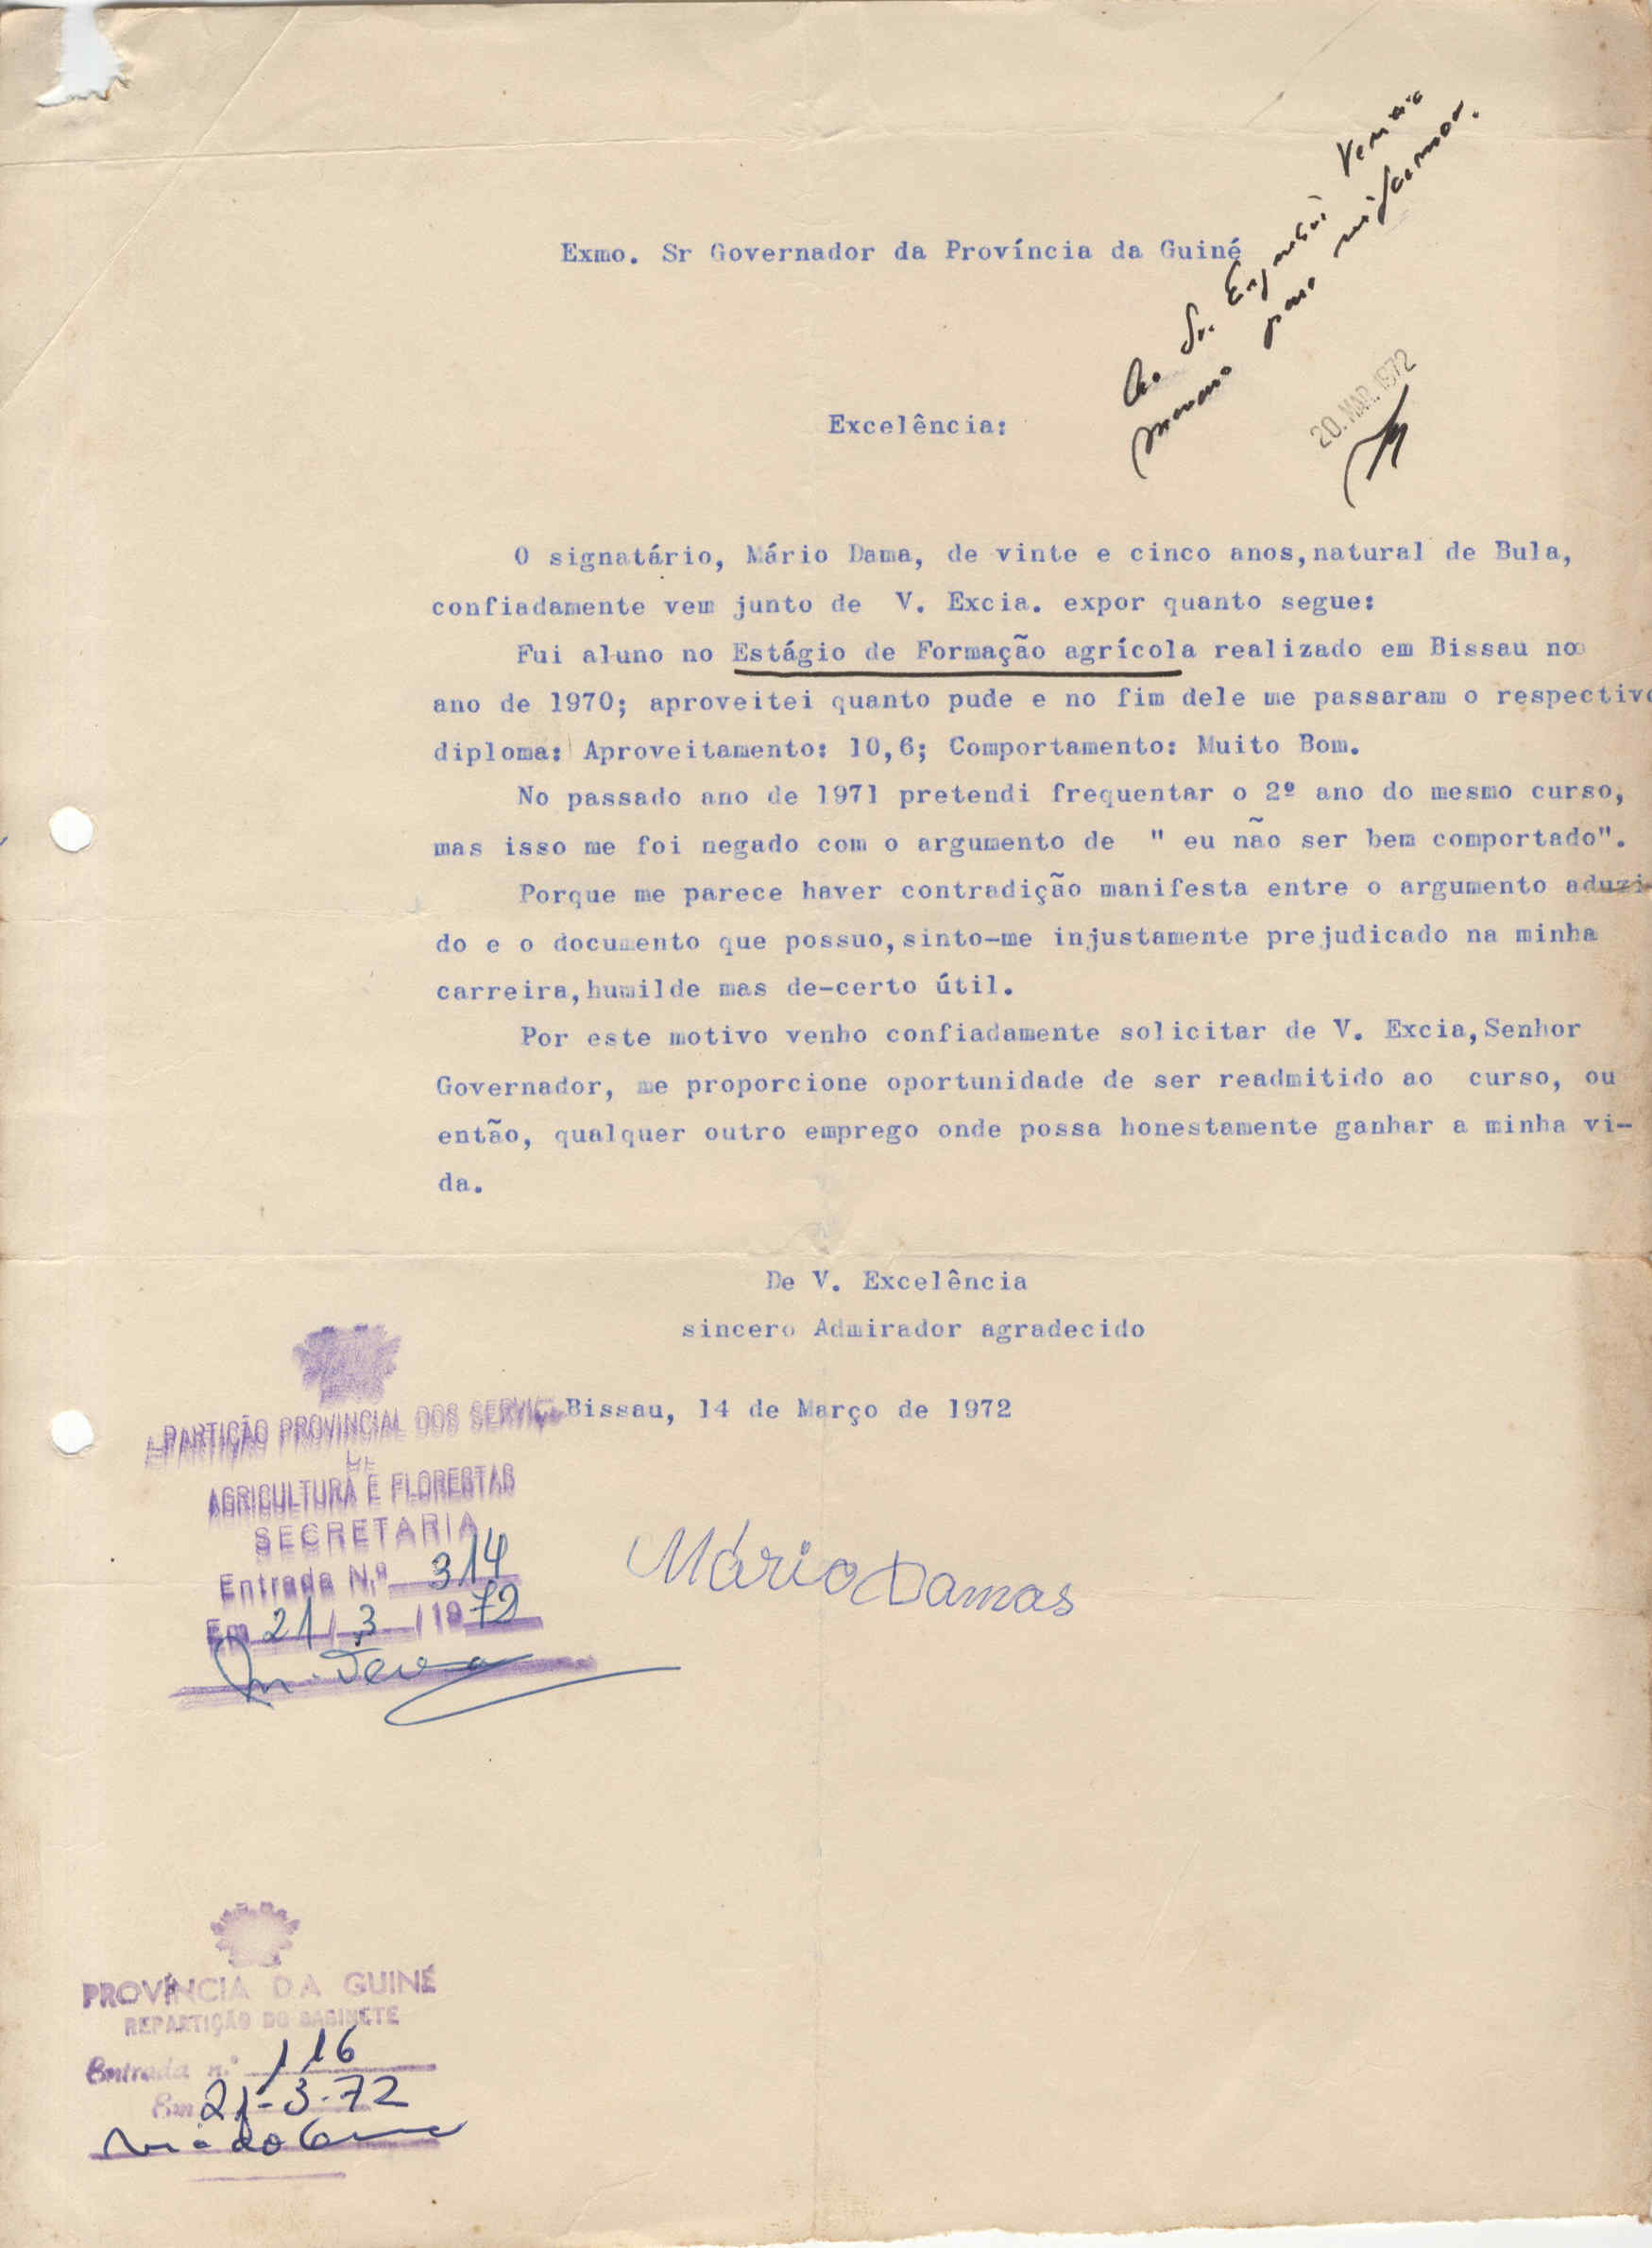 Ao Sr. Engenheiro
para
20. MAR. 1972
Exmo. Sr Governador da Província da Guiné
Excelência:
O signatário, Mário Dama, de vinte e cinco anos,natural de Bula,
confiadamente vem junto de V. Excia. expor quanto segue:
Fui aluno no Estágio de Formação agrícola realizado em Bissau no
ano de 1970; aproveitei quanto pude e no fim dele me passaram o respectivo
diploma: Aproveitamento: 10,6; Comportamento: Muito Bom.
No passado ano de 1971 pretendi frequentar o 2º ano do mesmo curso,
mas isso me foi negado com o argumento de " eu não ser bem comportado".
Porque me parece haver contradição manifesta entre o argumento aduzi-
do e o documento que possuo,sinto-me injustamente prejudicado na minha
carreira,humilde mas de-certo útil.
Por este motivo venho confiadamente solicitar de V. Excia,Senhor
Governador, me proporcione oportunidade de ser readmitido ao curso, ou
então, qualquer outro emprego onde possa honestamente ganhar a minha vi-
da.
De V. Excelência
sincero Admirador agradecido
Bissau, 14 de Março de 1972
Mário Damas
PARTIÇÃO PROVINCIAL DOS SERVIÇ
DE
AGRICULTURA E FLORESTAS
SECRETARIA
Entrada N.º 314
Em 21/3/1972
PROVÍNCIA DA GUINÉ
REPARTIÇÃO DO GABINETE
Entrada n.º 116
Em 21-3-72